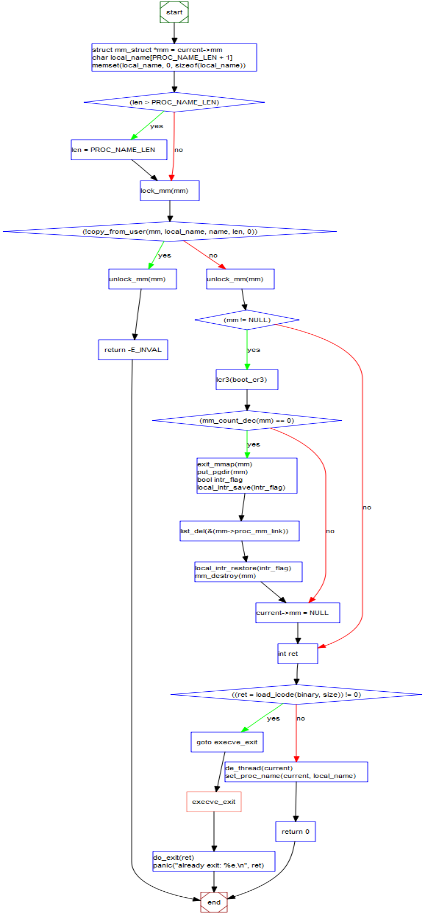 start
struct mm_struct *mm = current->mm
char local_name[PROC_NAME_LEN + 1]
memset(local_name, 0, sizeof(local_name))
(len > PROC_NAME_LEN)
yes
no
len = PROC_NAME_LEN
lock_mm(mm)
(!copy_from_user(mm, local_name, name, len, 0))
yes
no
unlock_mm(mm)
unlock_mm(mm)
(mm != NULL)
return -E_INVAL
yes
lcr3(boot_cr3)
(mm_count_dec(mm) == 0)
yes
exit_mmap(mm)
put_pgdir(mm)
bool intr_flag
local_intr_save(intr_flag)
no
list_del(&(mm->proc_mm_link))
no
local_intr_restore(intr_flag)
mm_destroy(mm)
current->mm = NULL
int ret
((ret = load_icode(binary, size)) != 0)
yes
no
goto execve_exit
de_thread(current)
set_proc_name(current, local_name)
execve_exit
return 0
do_exit(ret)
panic("already exit: %e.\n", ret)
end